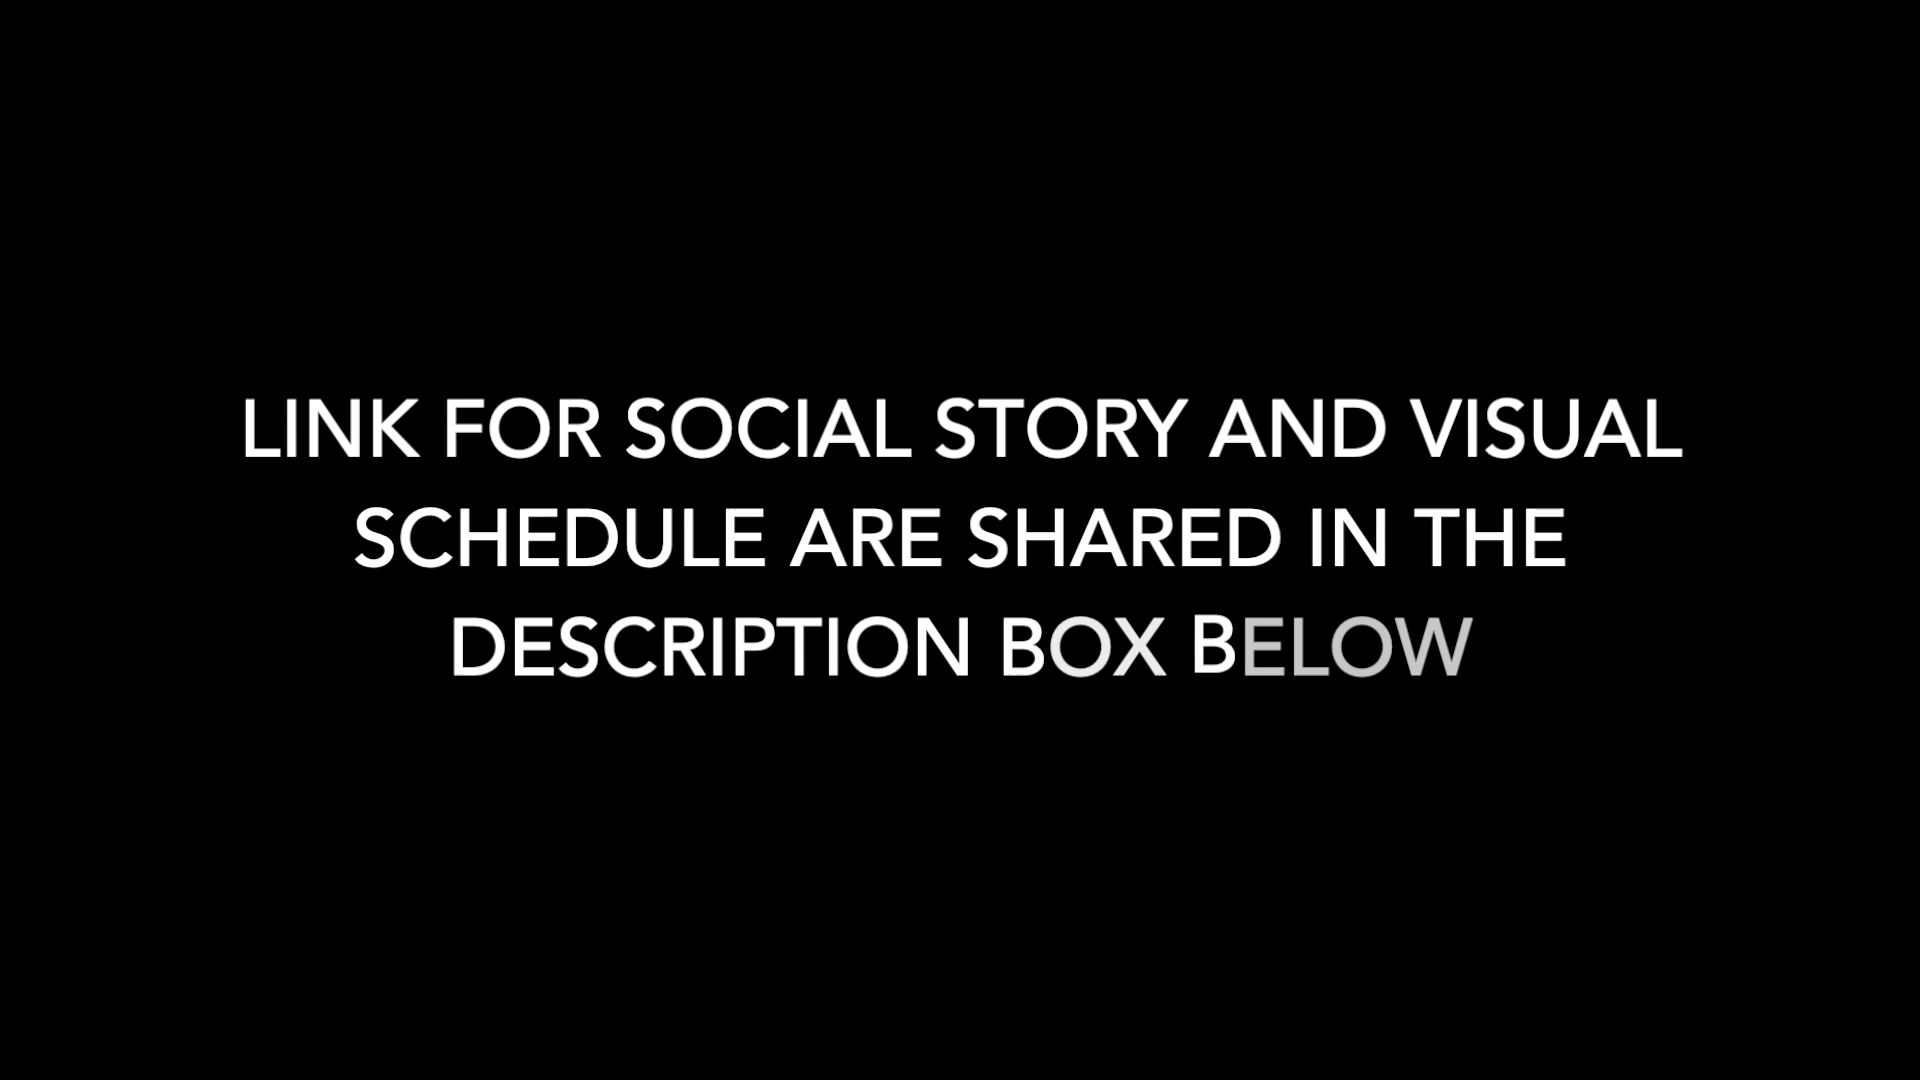 LINK FOR SOCIAL STORY AND VISUAL
SCHEDULE ARE SHARED IN THE
DESCRIPTION BOX BELOW